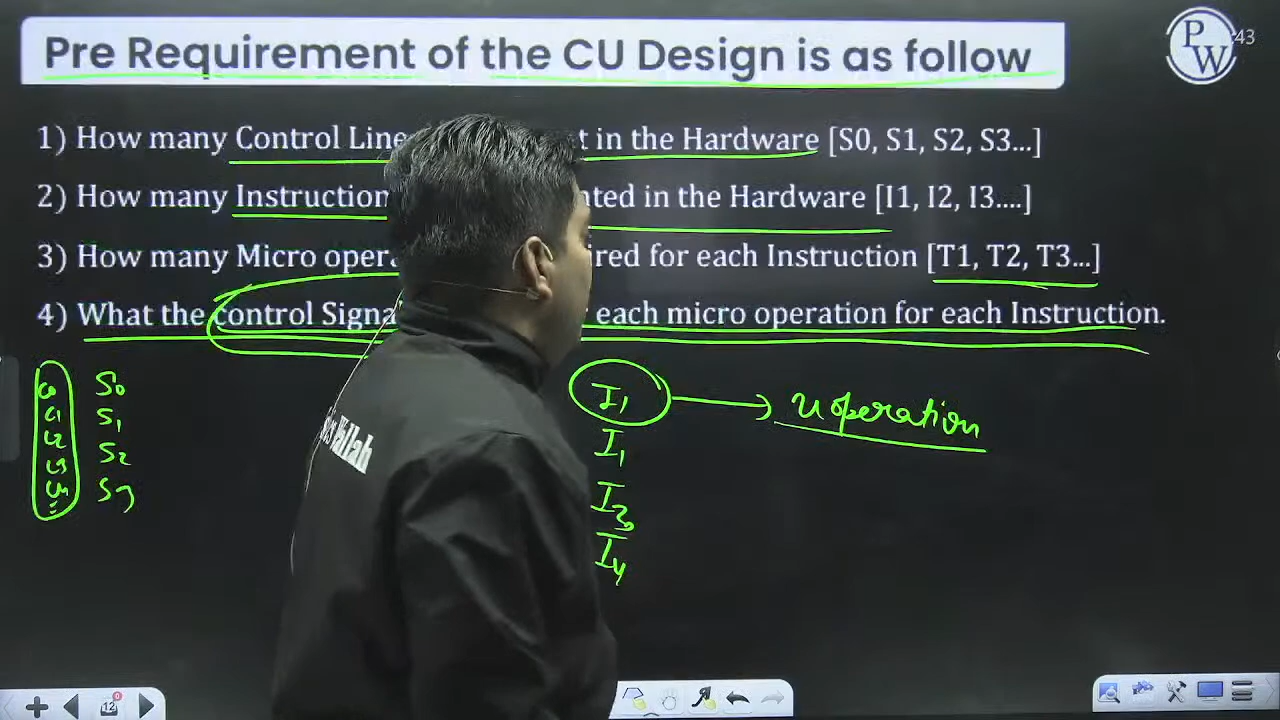 Pre Requirement of the CU Design is as follow
PW
43
1) How many Control Line in the Hardware [S0, S1, S2, S3...]
2) How many Instruction in the Hardware [I1, I2, I3....]
3) How many Micro for each Instruction [T1, T2, T3...]
4) What the control each micro operation for each Instruction.
S0
S1
S2
S3
I1 → u operation
I1
I3
I4
Vallah
12